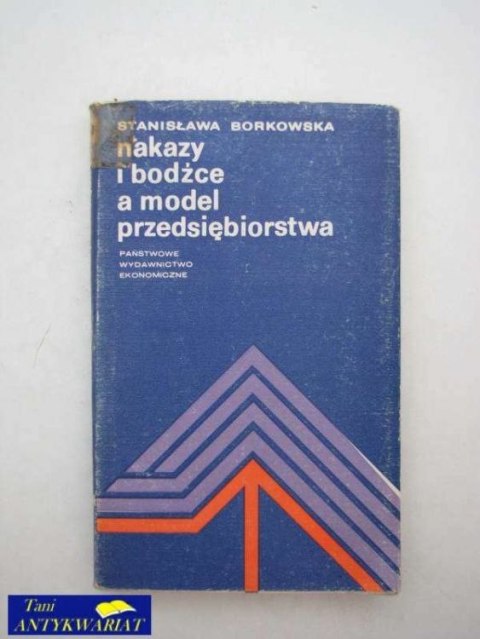 STANISŁAWA BORKOWSKA
nakazy
i bodźce
a model
przedsiębiorstwa
PAŃSTWOWE
WYDAWNICTWO
EKONOMICZNE
Tani
ANTYKWARIAT